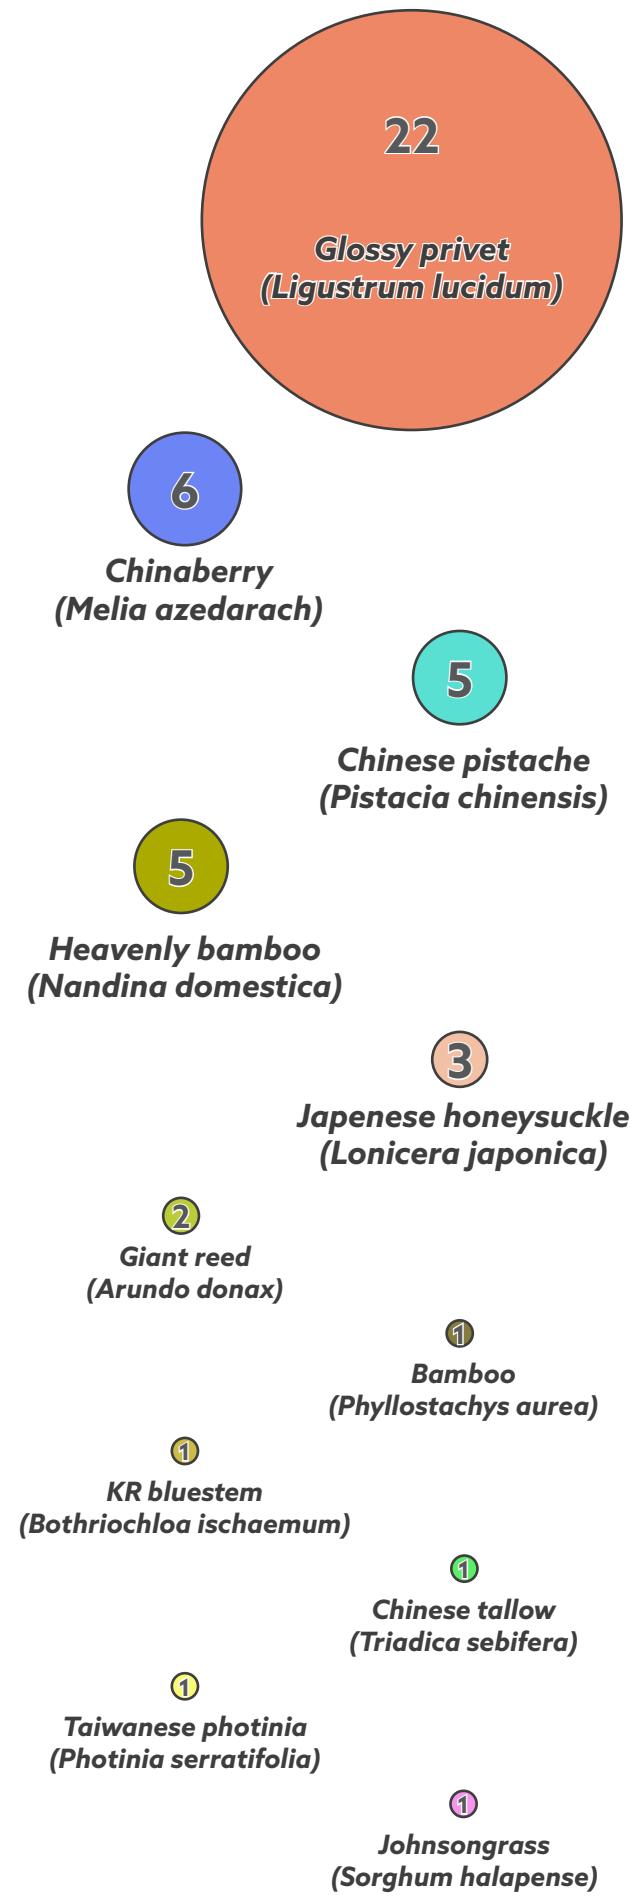 22
Glossy privet
(Ligustrum lucidum)
6
Chinaberry
(Melia azedarach)
5
Chinese pistache
(Pistacia chinensis)
5
Heavenly bamboo
(Nandina domestica)
3
Japenese honeysuckle
(Lonicera japonica)
2
Giant reed
(Arundo donax)
1
Bamboo
(Phyllostachys aurea)
1
KR bluestem
(Bothriochloa ischaemum)
1
Chinese tallow
(Triadica sebifera)
1
Taiwanese photinia
(Photinia serratifolia)
1
Johnsongrass
(Sorghum halapense)